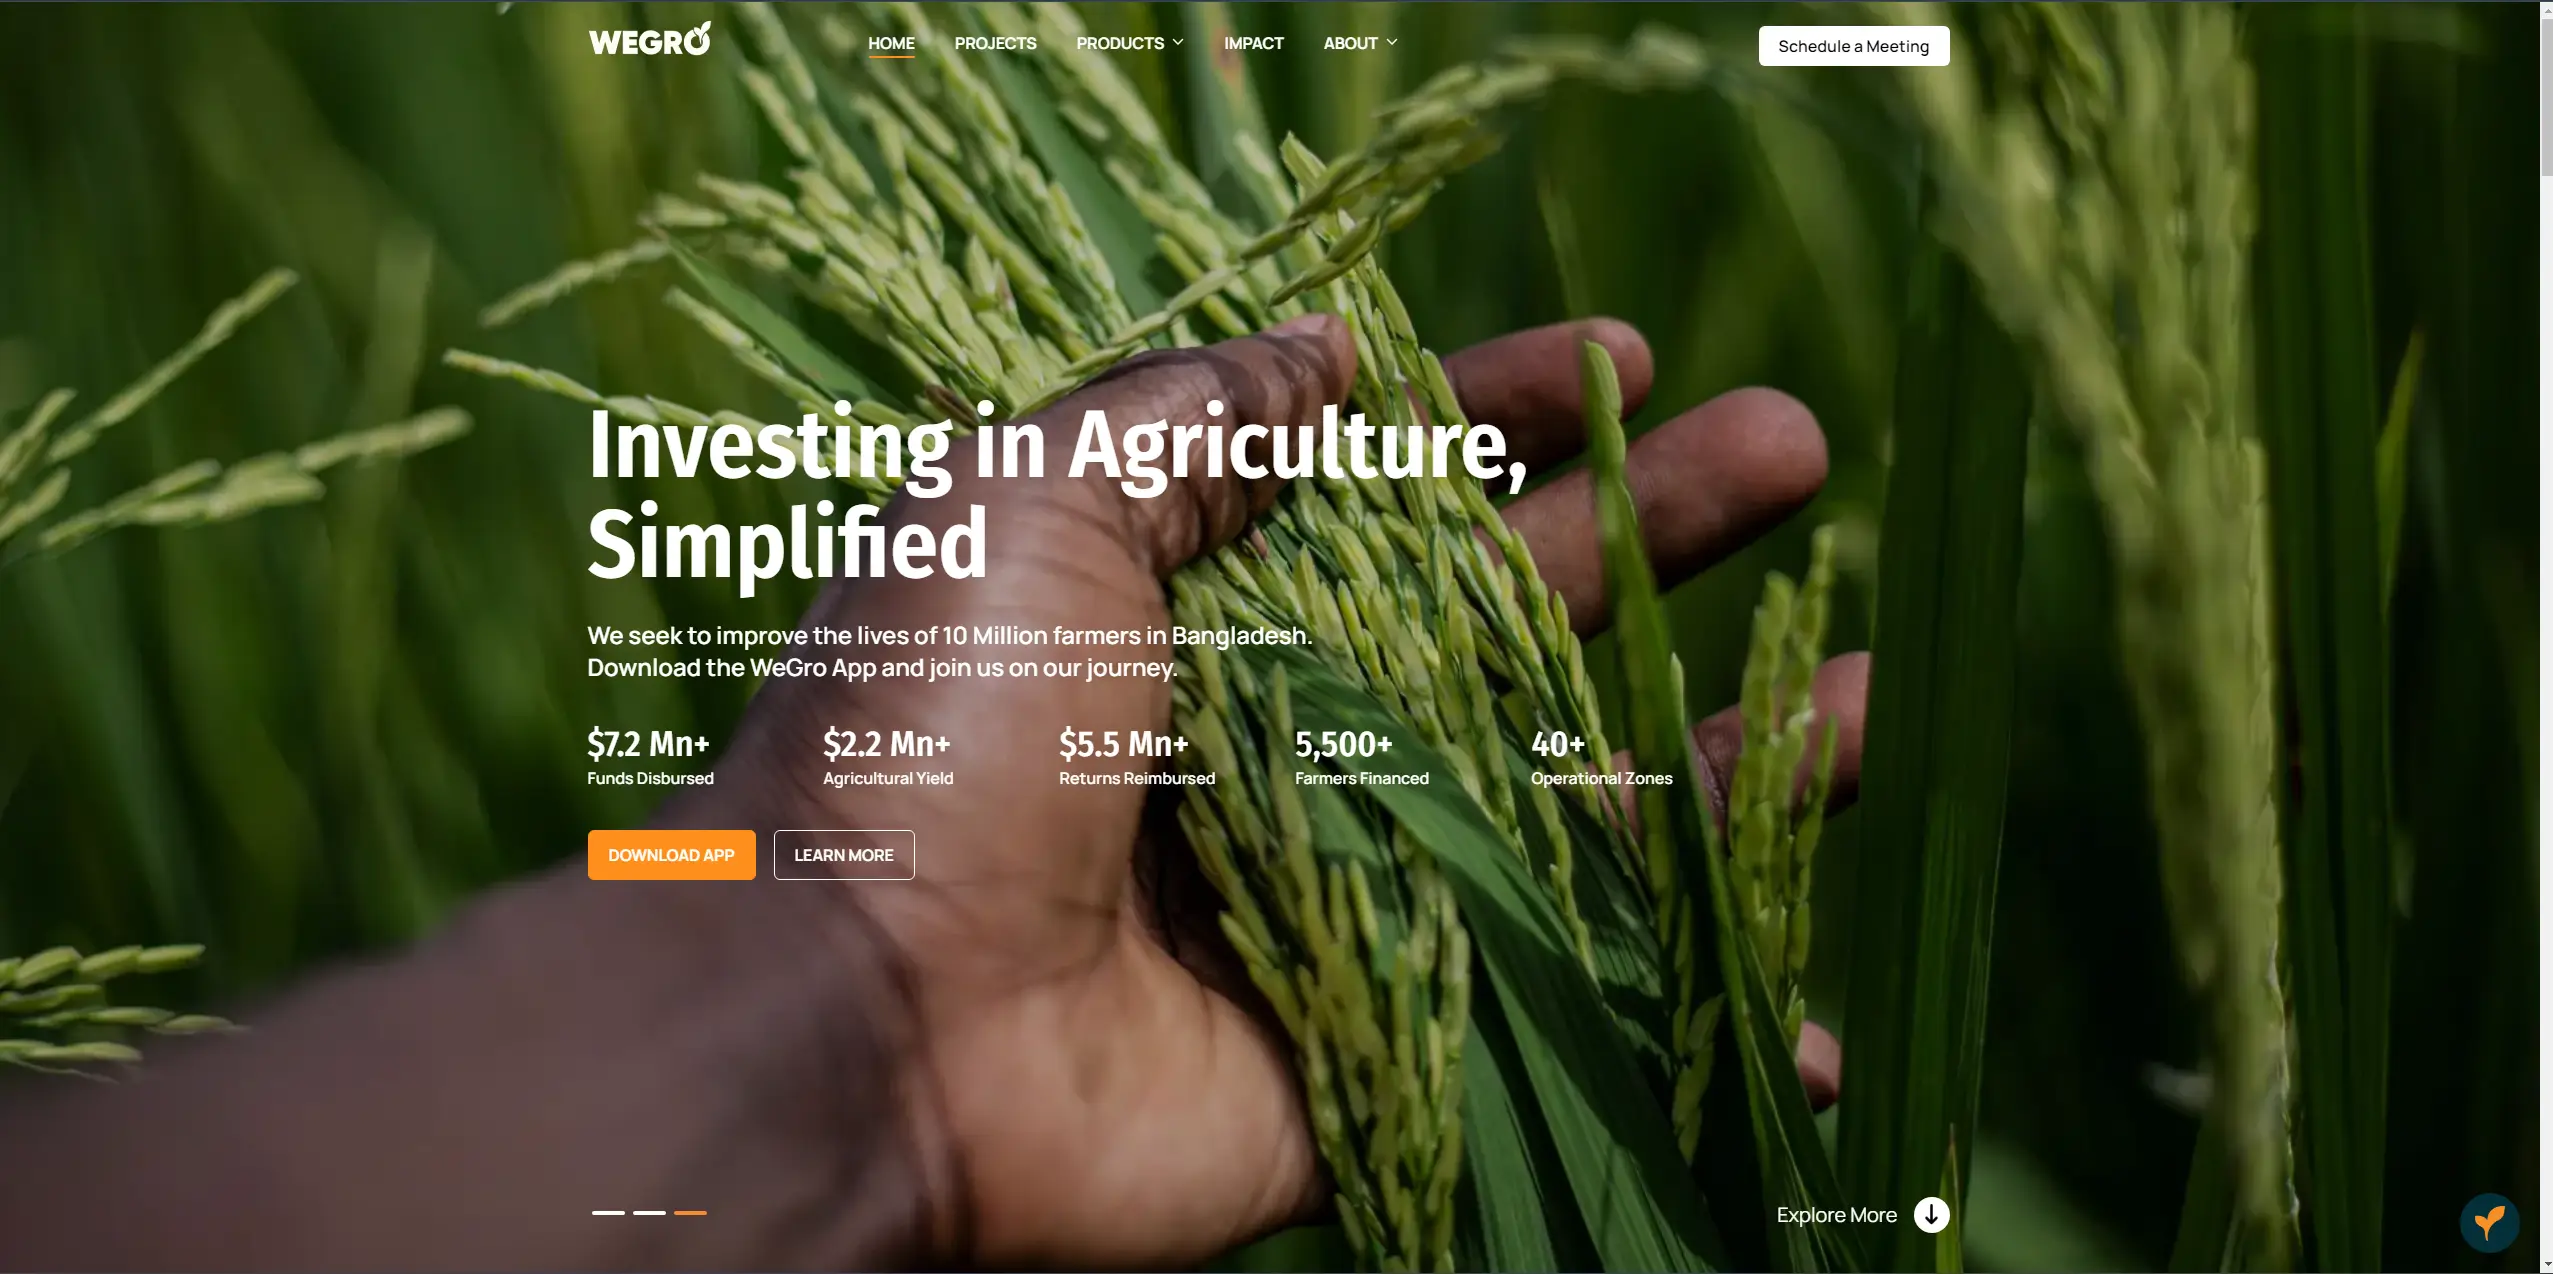 WEGRO
HOME
PROJECTS
PRODUCTS
IMPACT
ABOUT
Schedule a Meeting
Investing in Agriculture,
Simplified
We seek to improve the lives of 10 Million farmers in Bangladesh.
Download the WeGro App and join us on our journey.
$7.2 Mn+
Funds Disbursed
$2.2 Mn+
Agricultural Yield
$5.5 Mn+
Returns Reimbursed
5,500+
Farmers Financed
40+
Operational Zones
DOWNLOAD APP
LEARN MORE
Explore More